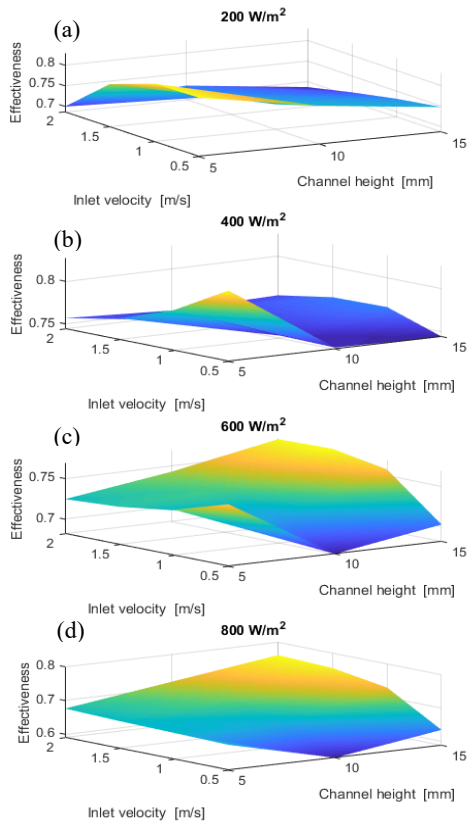 (a)
200 W/m²
Effectiveness
0.75
0.7
2
1.5
1
0.5
5
10
15
Inlet velocity [m/s]
Channel height [mm]
(b)
400 W/m²
Effectiveness
0.8
0.75
2
1.5
1
0.5
5
10
15
Inlet velocity [m/s]
Channel height [mm]
(c)
600 W/m²
Effectiveness
0.75
0.7
2
1.5
1
0.5
5
10
15
Inlet velocity [m/s]
Channel height [mm]
(d)
800 W/m²
Effectiveness
0.8
0.7
0.6
2
1.5
1
0.5
5
10
15
Inlet velocity [m/s]
Channel height [mm]